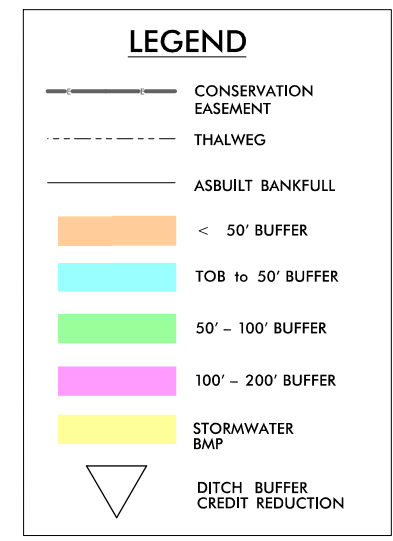 LEGEND
CONSERVATION
EASEMENT
THALWEG
ASBUILT BANKFULL
< 50' BUFFER
TOB to 50' BUFFER
50' – 100' BUFFER
100' – 200' BUFFER
STORMWATER
BMP
DITCH BUFFER
CREDIT REDUCTION